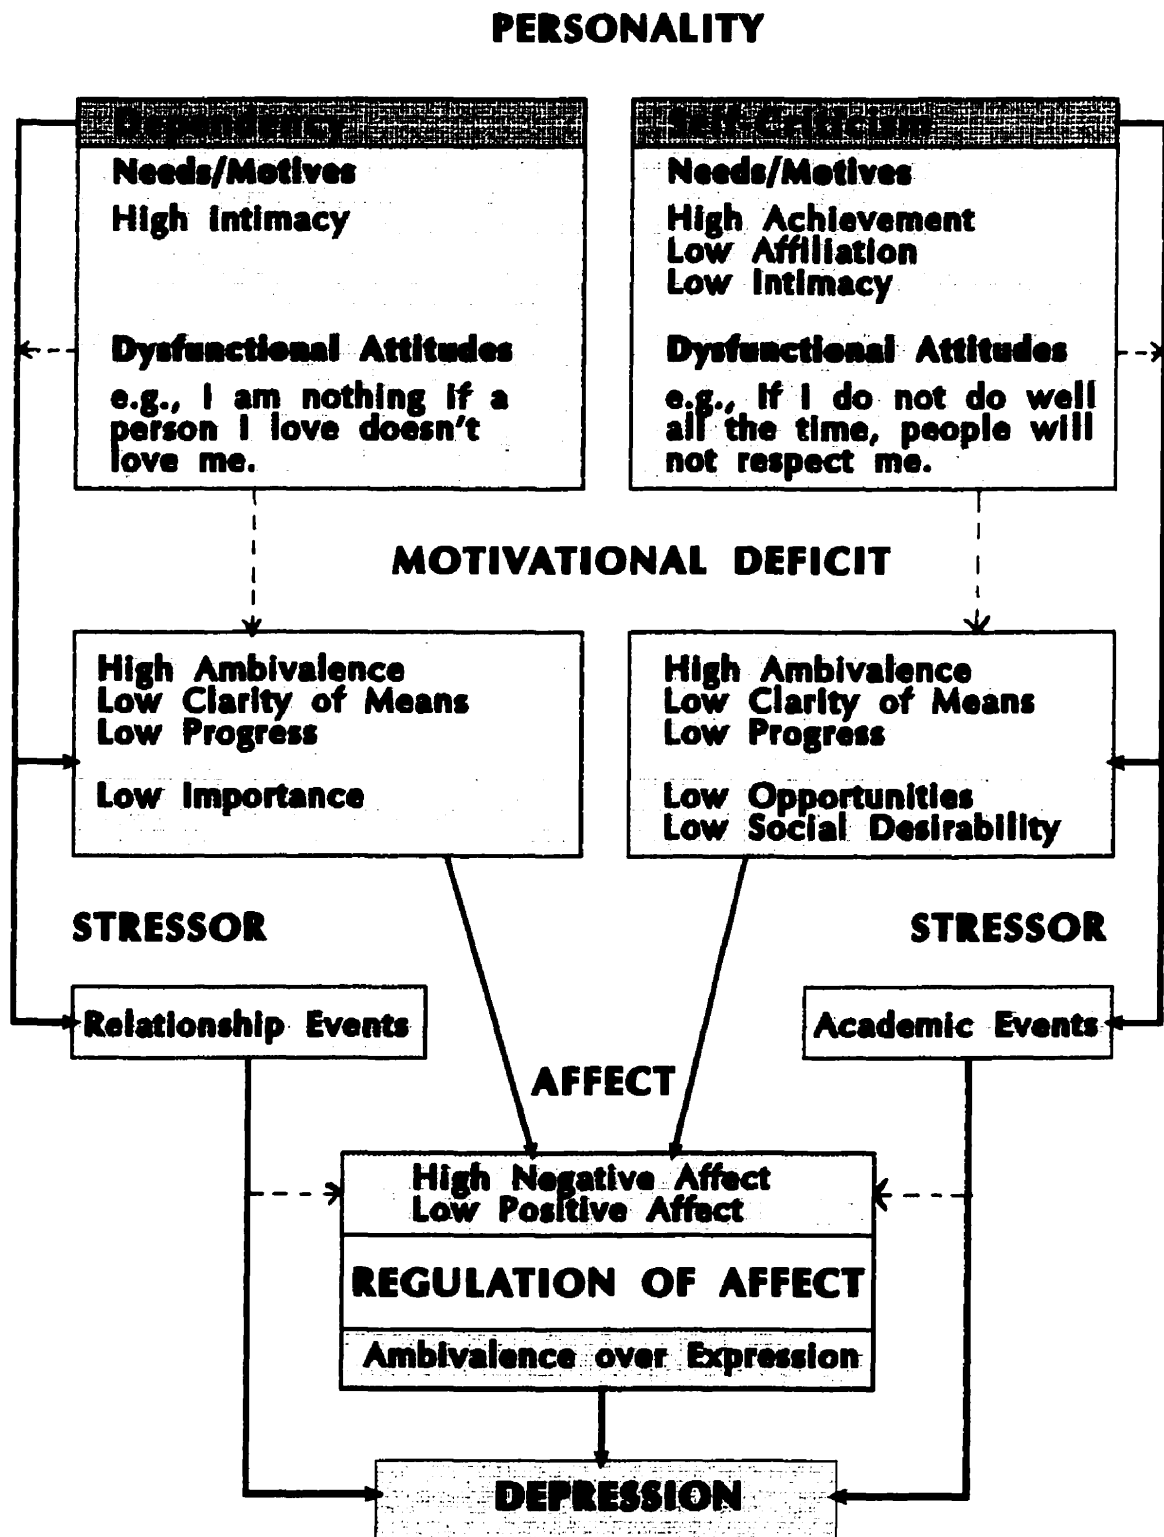 PERSONALITY
Dependency
Needs/Motives
High Intimacy
Dysfunctional Attitudes
e.g., I am nothing if a
person I love doesn't
love me.
Self-Criticism
Needs/Motives
High Achievement
Low Affiliation
Low Intimacy
Dysfunctional Attitudes
e.g., If I do not do well
all the time, people will
not respect me.
MOTIVATIONAL DEFICIT
High Ambivalence
Low Clarity of Means
Low Progress
Low Importance
High Ambivalence
Low Clarity of Means
Low Progress
Low Opportunities
Low Social Desirability
STRESSOR
STRESSOR
Relationship Events
Academic Events
AFFECT
High Negative Affect
Low Positive Affect
REGULATION OF AFFECT
Ambivalence over Expression
DEPRESSION